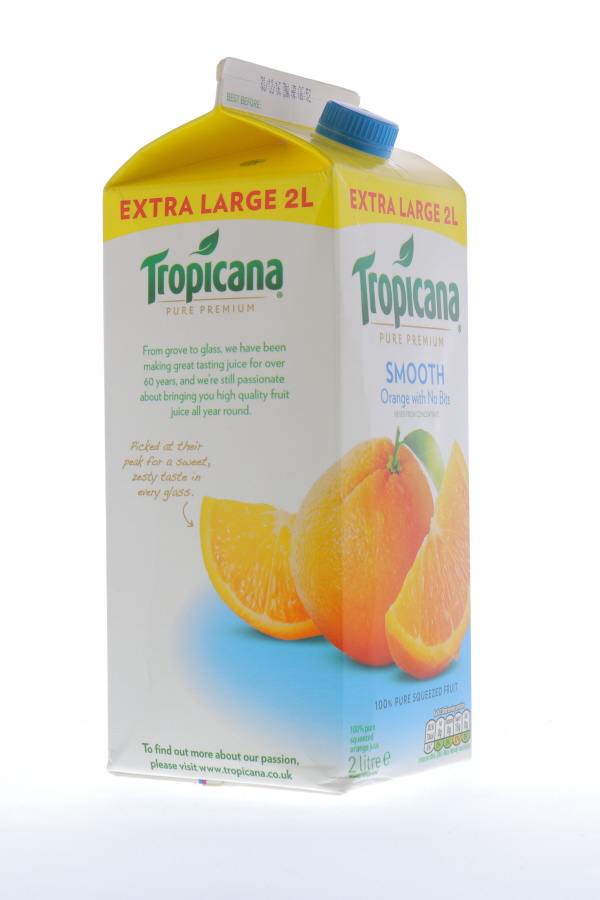 BEST BEFORE:
EXTRA LARGE 2L
Tropicana®
PURE PREMIUM
From grove to glass, we have been
making great tasting juice for over
60 years, and we're still passionate
about bringing you high quality fruit
juice all year round.
Picked at their
peak for a sweet,
zesty taste in
every glass.
To find out more about our passion,
please visit www.tropicana.co.uk
EXTRA LARGE 2L
Tropicana®
PURE PREMIUM
SMOOTH
Orange with No Bits
NEVER FROM CONCENTRATE
100% PURE SQUEEZED FRUIT
100% pure
squeezed
orange juice
2 litre e